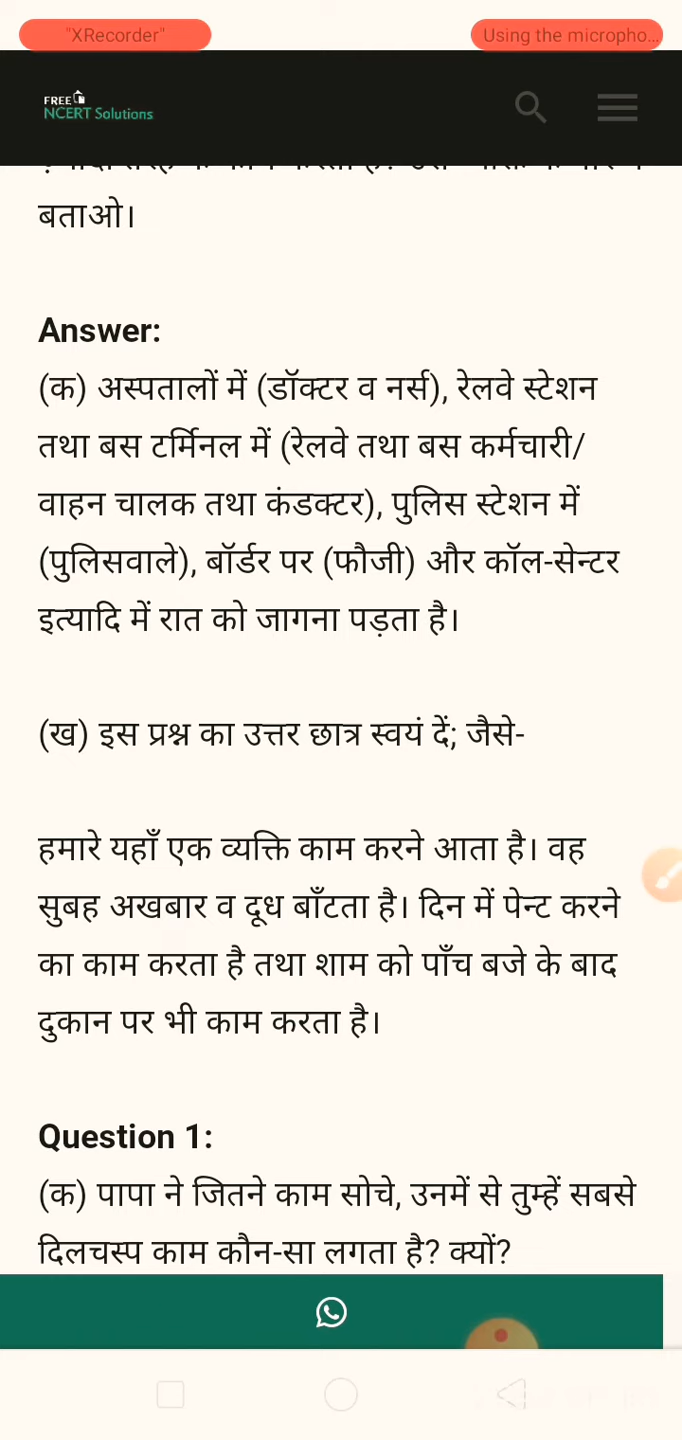 "XRecorder"
Using the micropho...
FREE
NCERT Solutions
बताओ।
Answer:
(क) अस्पतालों में (डॉक्टर व नर्स), रेलवे स्टेशन
तथा बस टर्मिनल में (रेलवे तथा बस कर्मचारी/
वाहन चालक तथा कंडक्टर), पुलिस स्टेशन में
(पुलिसवाले), बॉर्डर पर (फौजी) और कॉल-सेन्टर
इत्यादि में रात को जागना पड़ता है।
(ख) इस प्रश्न का उत्तर छात्र स्वयं दें; जैसे-
हमारे यहाँ एक व्यक्ति काम करने आता है। वह
सुबह अखबार व दूध बाँटता है। दिन में पेन्ट करने
का काम करता है तथा शाम को पाँच बजे के बाद
दुकान पर भी काम करता है।
Question 1:
(क) पापा ने जितने काम सोचे, उनमें से तुम्हें सबसे
दिलचस्प काम कौन-सा लगता है? क्यों?